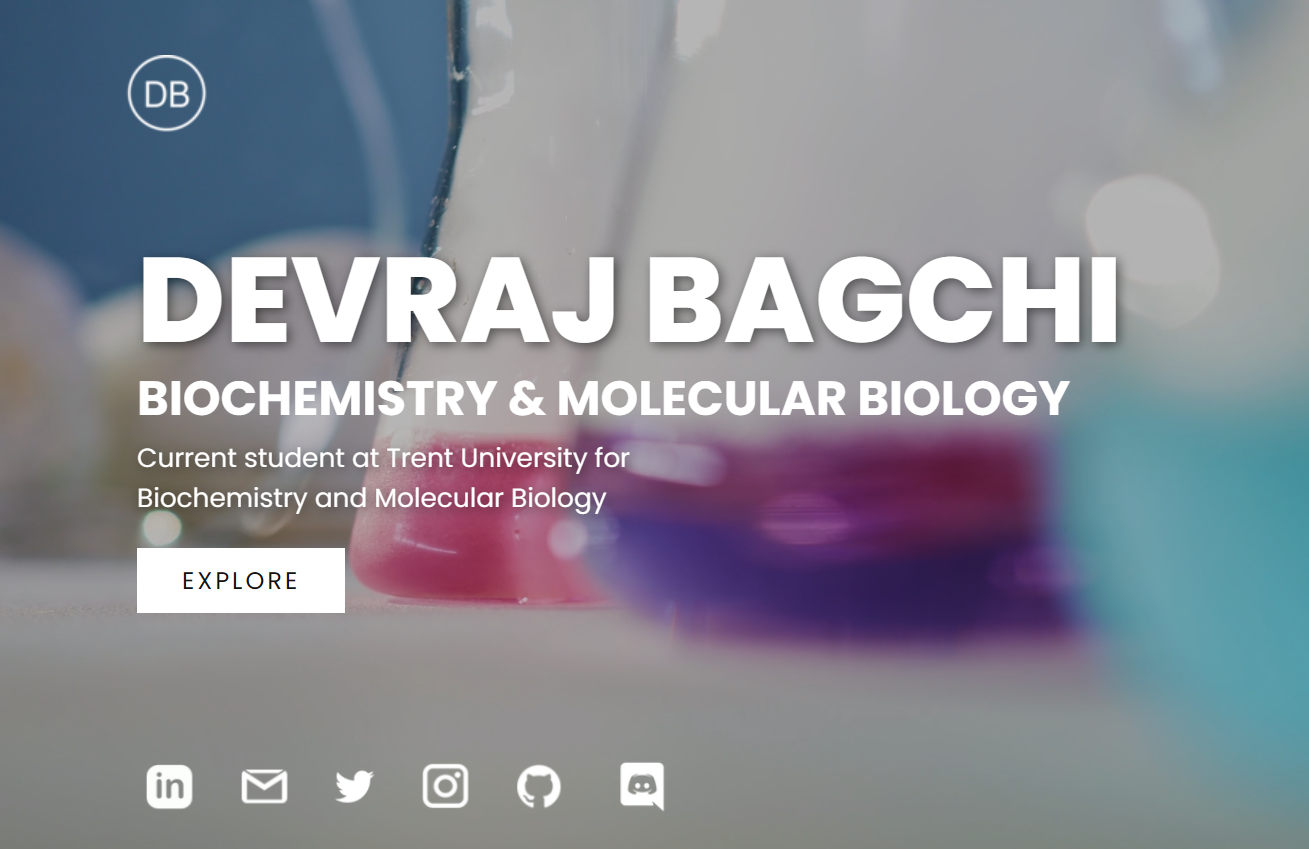 DB
DEVRAJ BAGCHI
BIOCHEMISTRY & MOLECULAR BIOLOGY
Current student at Trent University for
Biochemistry and Molecular Biology
EXPLORE
in